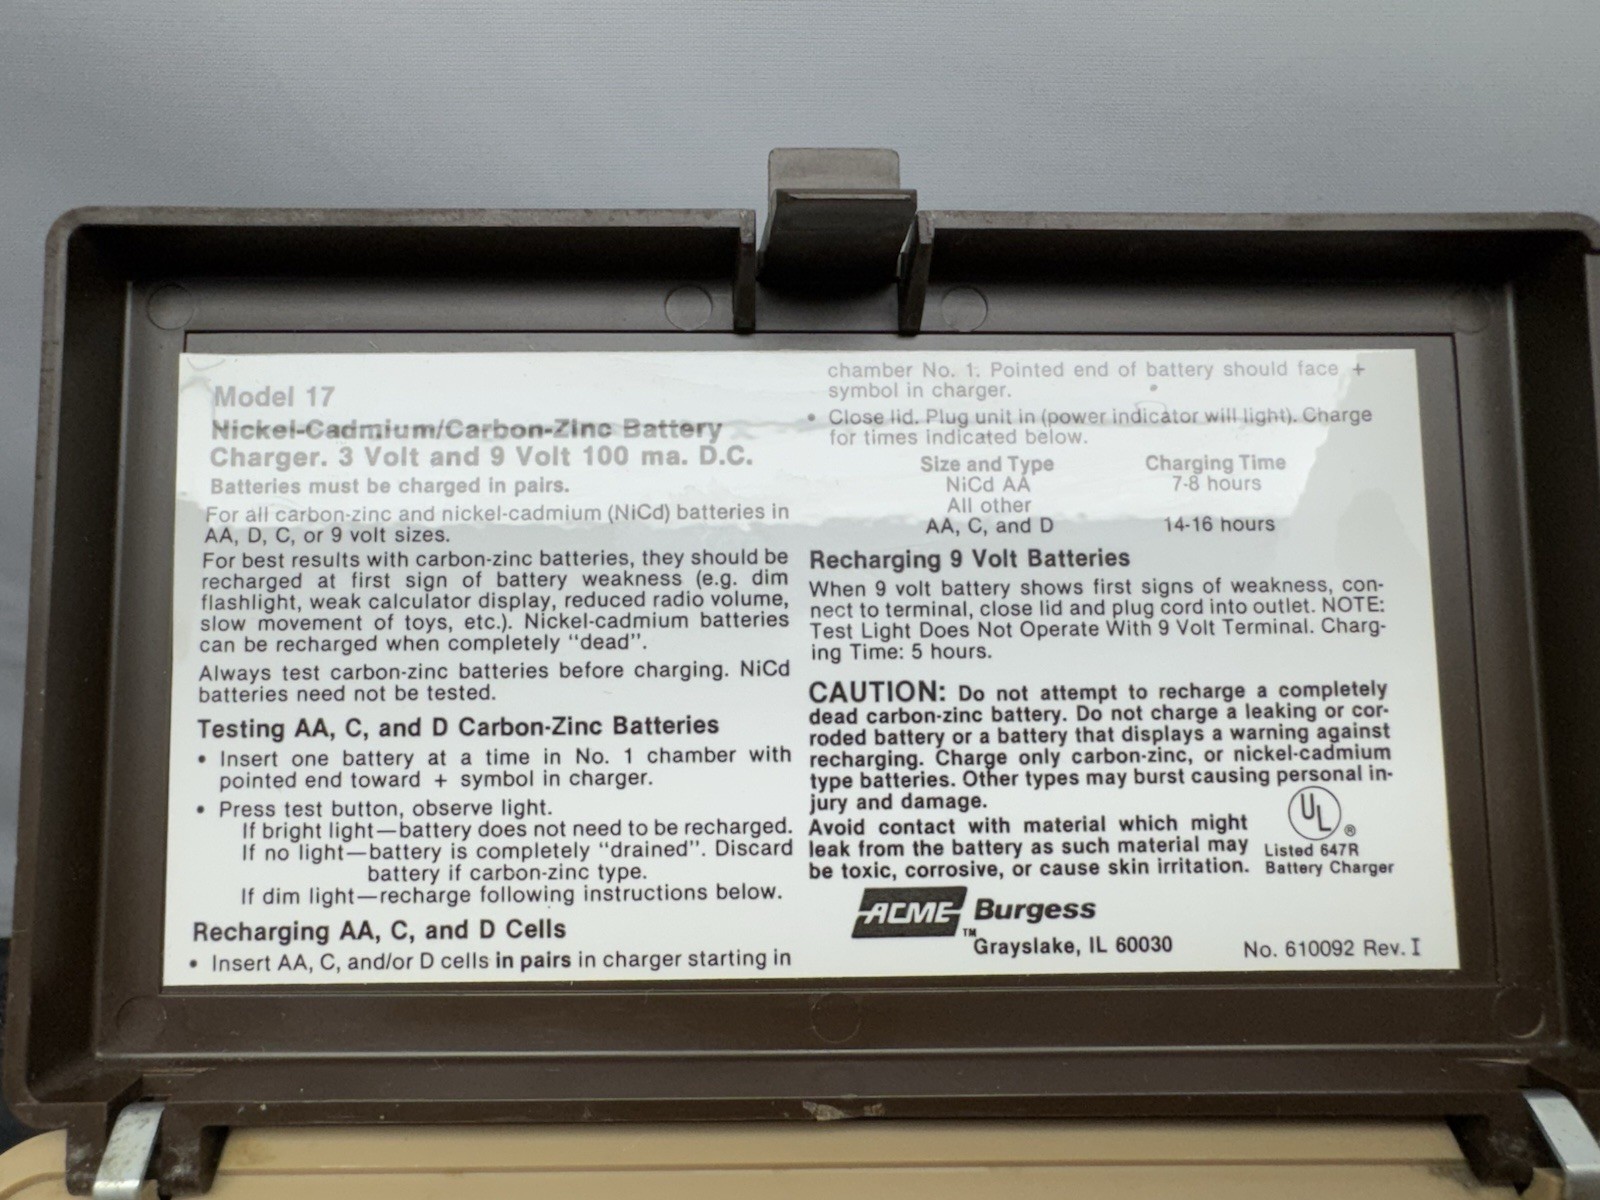 Model 17
Nickel-Cadmium/Carbon-Zinc Battery
Charger. 3 Volt and 9 Volt 100 ma. D.C.
Batteries must be charged in pairs.
For all carbon-zinc and nickel-cadmium (NiCd) batteries in
AA, D, C, or 9 volt sizes.
For best results with carbon-zinc batteries, they should be
recharged at first sign of battery weakness (e.g. dim
flashlight, weak calculator display, reduced radio volume,
slow movement of toys, etc.). Nickel-cadmium batteries
can be recharged when completely "dead".
Always test carbon-zinc batteries before charging. NiCd
batteries need not be tested.
Testing AA, C, and D Carbon-Zinc Batteries
• Insert one battery at a time in No. 1 chamber with
pointed end toward + symbol in charger.
• Press test button, observe light.
If bright light—battery does not need to be recharged.
If no light—battery is completely "drained". Discard
battery if carbon-zinc type.
If dim light—recharge following instructions below.
Recharging AA, C, and D Cells
• Insert AA, C, and/or D cells in pairs in charger starting in
chamber No. 1. Pointed end of battery should face +
symbol in charger.
• Close lid. Plug unit in (power indicator will light). Charge
for times indicated below.
Size and Type Charging Time
NiCd AA 7-8 hours
All other
AA, C, and D 14-16 hours
Recharging 9 Volt Batteries
When 9 volt battery shows first signs of weakness, con-
nect to terminal, close lid and plug cord into outlet. NOTE:
Test Light Does Not Operate With 9 Volt Terminal. Charg-
ing Time: 5 hours.
CAUTION: Do not attempt to recharge a completely
dead carbon-zinc battery. Do not charge a leaking or cor-
roded battery or a battery that displays a warning against
recharging. Charge only carbon-zinc, or nickel-cadmium
type batteries. Other types may burst causing personal in-
jury and damage.
Avoid contact with material which might
leak from the battery as such material may
be toxic, corrosive, or cause skin irritation.
UL ®
Listed 647R
Battery Charger
ACME Burgess
TM
Grayslake, IL 60030
No. 610092 Rev. I